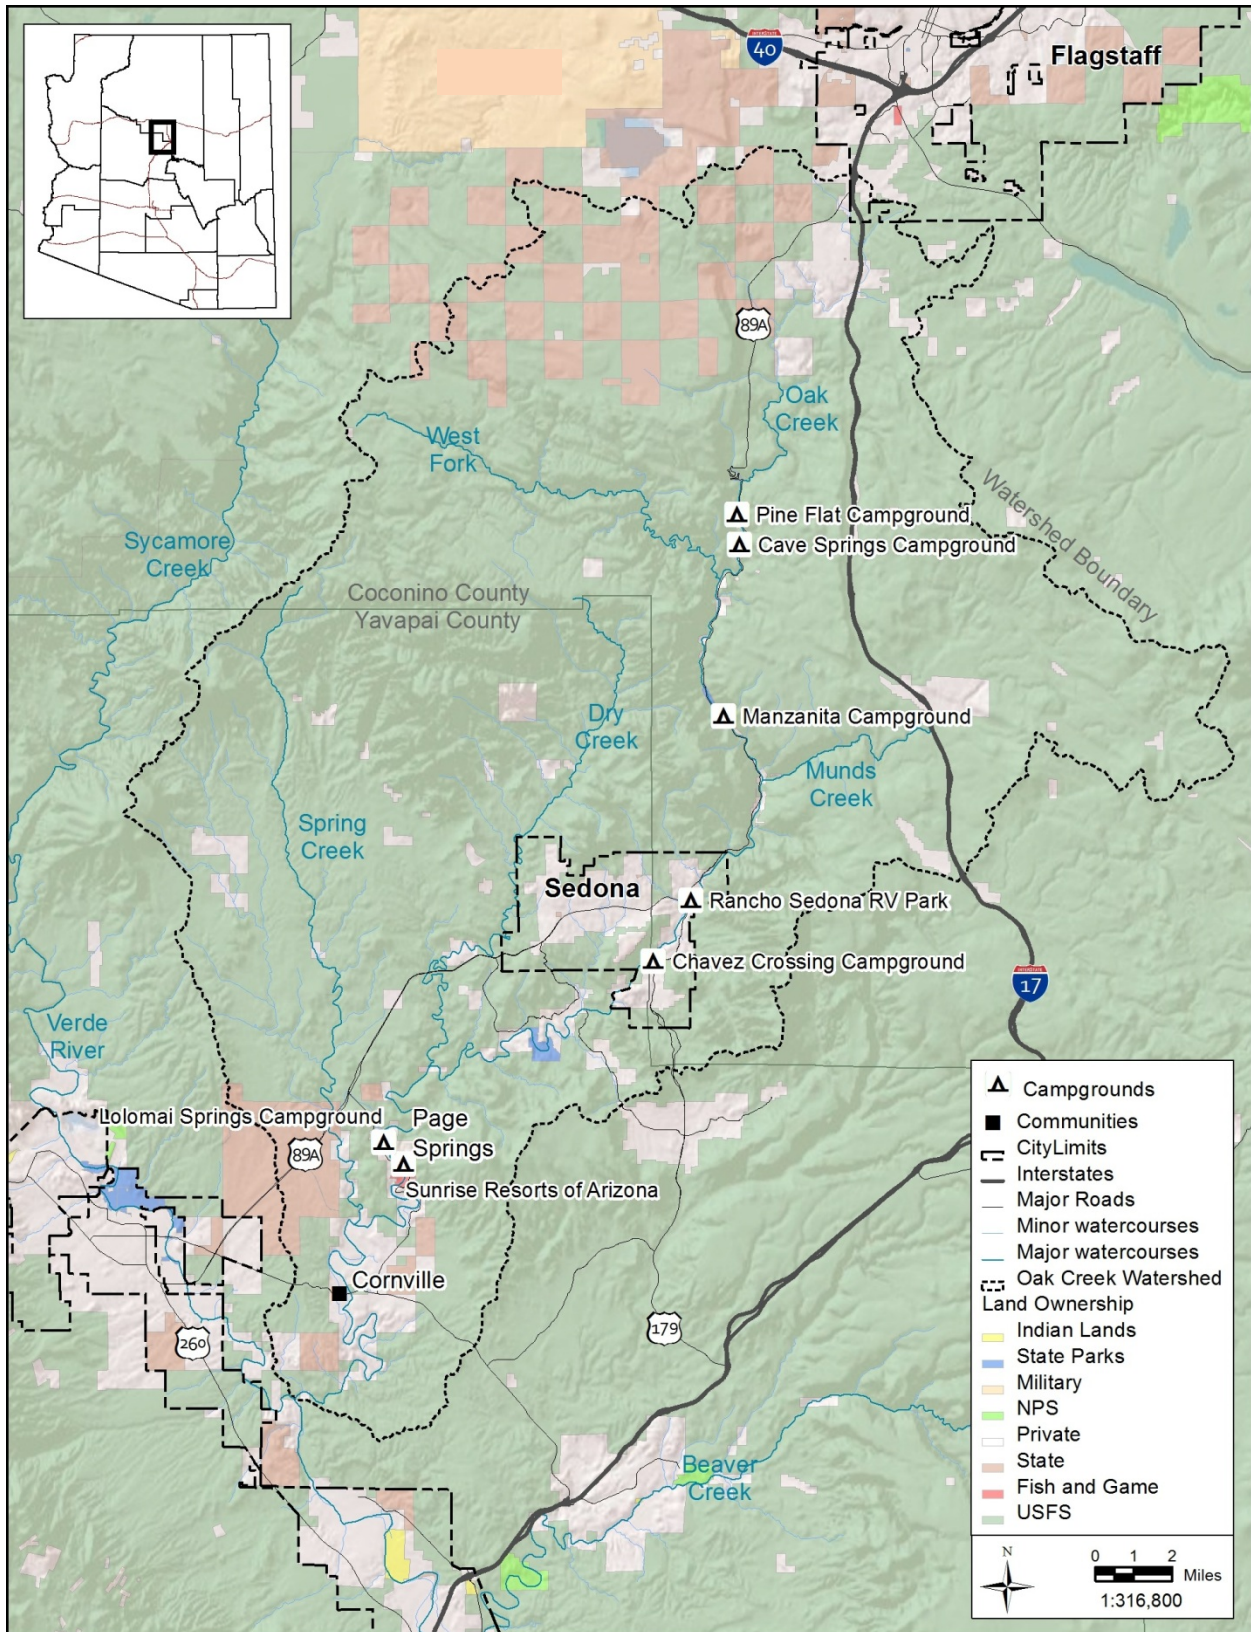 INTERSTATE
40
Flagstaff
89A
Oak
Creek
West
Fork
Pine Flat Campground
Cave Springs Campground
Watershed Boundary
Sycamore
Creek
Coconino County
Yavapai County
Manzanita Campground
Dry
Creek
Munds
Creek
Spring
Creek
Sedona
Rancho Sedona RV Park
Chavez Crossing Campground
INTERSTATE
17
Verde
River
Lolomai Springs Campground
Page
Springs
89A
Sunrise Resorts of Arizona
Cornville
260
179
Beaver
Creek
Campgrounds
Communities
CityLimits
Interstates
Major Roads
Minor watercourses
Major watercourses
Oak Creek Watershed
Land Ownership
Indian Lands
State Parks
Military
NPS
Private
State
Fish and Game
USFS
N
0 1 2
Miles
1:316,800